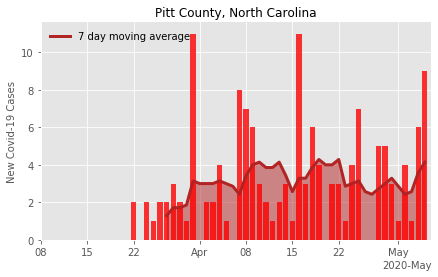 Pitt County, North Carolina
7 day moving average
New Covid-19 Cases
10
8
6
4
2
0
08 15 22 Apr 08 15 22 May
2020-May